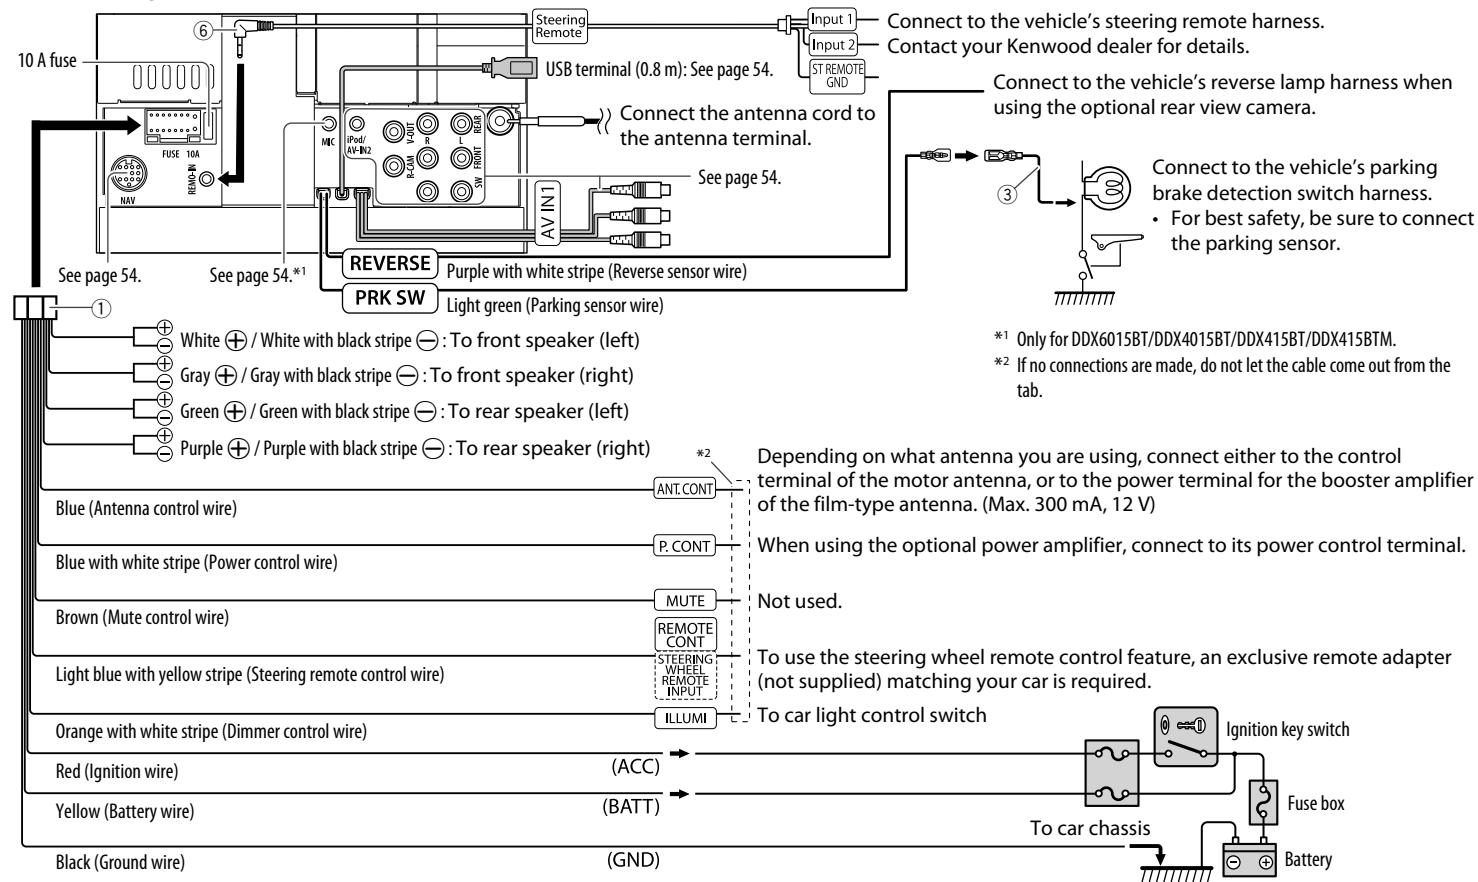 Steering
Remote
Input 1
Input 2
ST REMOTE
GND
Connect to the vehicle's steering remote harness.
Contact your Kenwood dealer for details.
⑥
10 A fuse
USB terminal (0.8 m): See page 54.
Connect to the vehicle's reverse lamp harness when
using the optional rear view camera.
Connect the antenna cord to
the antenna terminal.
FUSE 10A
NAV
REMO-IN
MIC
iPod/
AV-IN2
V-OUT
R-CAM
R
L
REAR
FRONT
SW
See page 54.
AV IN1
③
Connect to the vehicle's parking
brake detection switch harness.
• For best safety, be sure to connect
the parking sensor.
See page 54.
See page 54.*1
REVERSE
Purple with white stripe (Reverse sensor wire)
PRK SW
Light green (Parking sensor wire)
①
⊕
⊖
White ⊕ / White with black stripe ⊖ : To front speaker (left)
⊕
⊖
Gray ⊕ / Gray with black stripe ⊖ : To front speaker (right)
⊕
⊖
Green ⊕ / Green with black stripe ⊖ : To rear speaker (left)
⊕
⊖
Purple ⊕ / Purple with black stripe ⊖ : To rear speaker (right)
*1 Only for DDX6015BT/DDX4015BT/DDX415BT/DDX415BTM.
*2 If no connections are made, do not let the cable come out from the
tab.
*2
ANT. CONT
Blue (Antenna control wire)
Depending on what antenna you are using, connect either to the control
terminal of the motor antenna, or to the power terminal for the booster amplifier
of the film-type antenna. (Max. 300 mA, 12 V)
P. CONT
Blue with white stripe (Power control wire)
When using the optional power amplifier, connect to its power control terminal.
MUTE
Brown (Mute control wire)
Not used.
REMOTE
CONT
STEERING
WHEEL
REMOTE
INPUT
Light blue with yellow stripe (Steering remote control wire)
To use the steering wheel remote control feature, an exclusive remote adapter
(not supplied) matching your car is required.
ILLUMI
Orange with white stripe (Dimmer control wire)
To car light control switch
Ignition key switch
Red (Ignition wire)
(ACC)
Yellow (Battery wire)
(BATT)
Fuse box
To car chassis
Black (Ground wire)
(GND)
⊖ ⊕
Battery